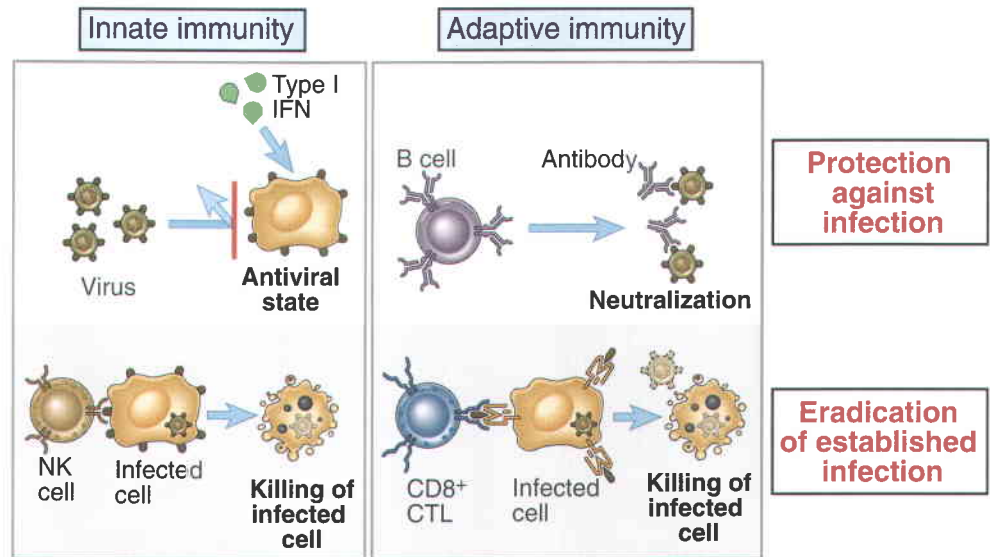 Innate immunity
Adaptive immunity
Type I
IFN
Virus
Antiviral
state
B cell
Antibody
Neutralization
Protection
against
infection
NK
cell
Infected
cell
Killing of
infected
cell
CD8+
CTL
Infected
cell
Killing of
infected
cell
Eradication
of established
infection